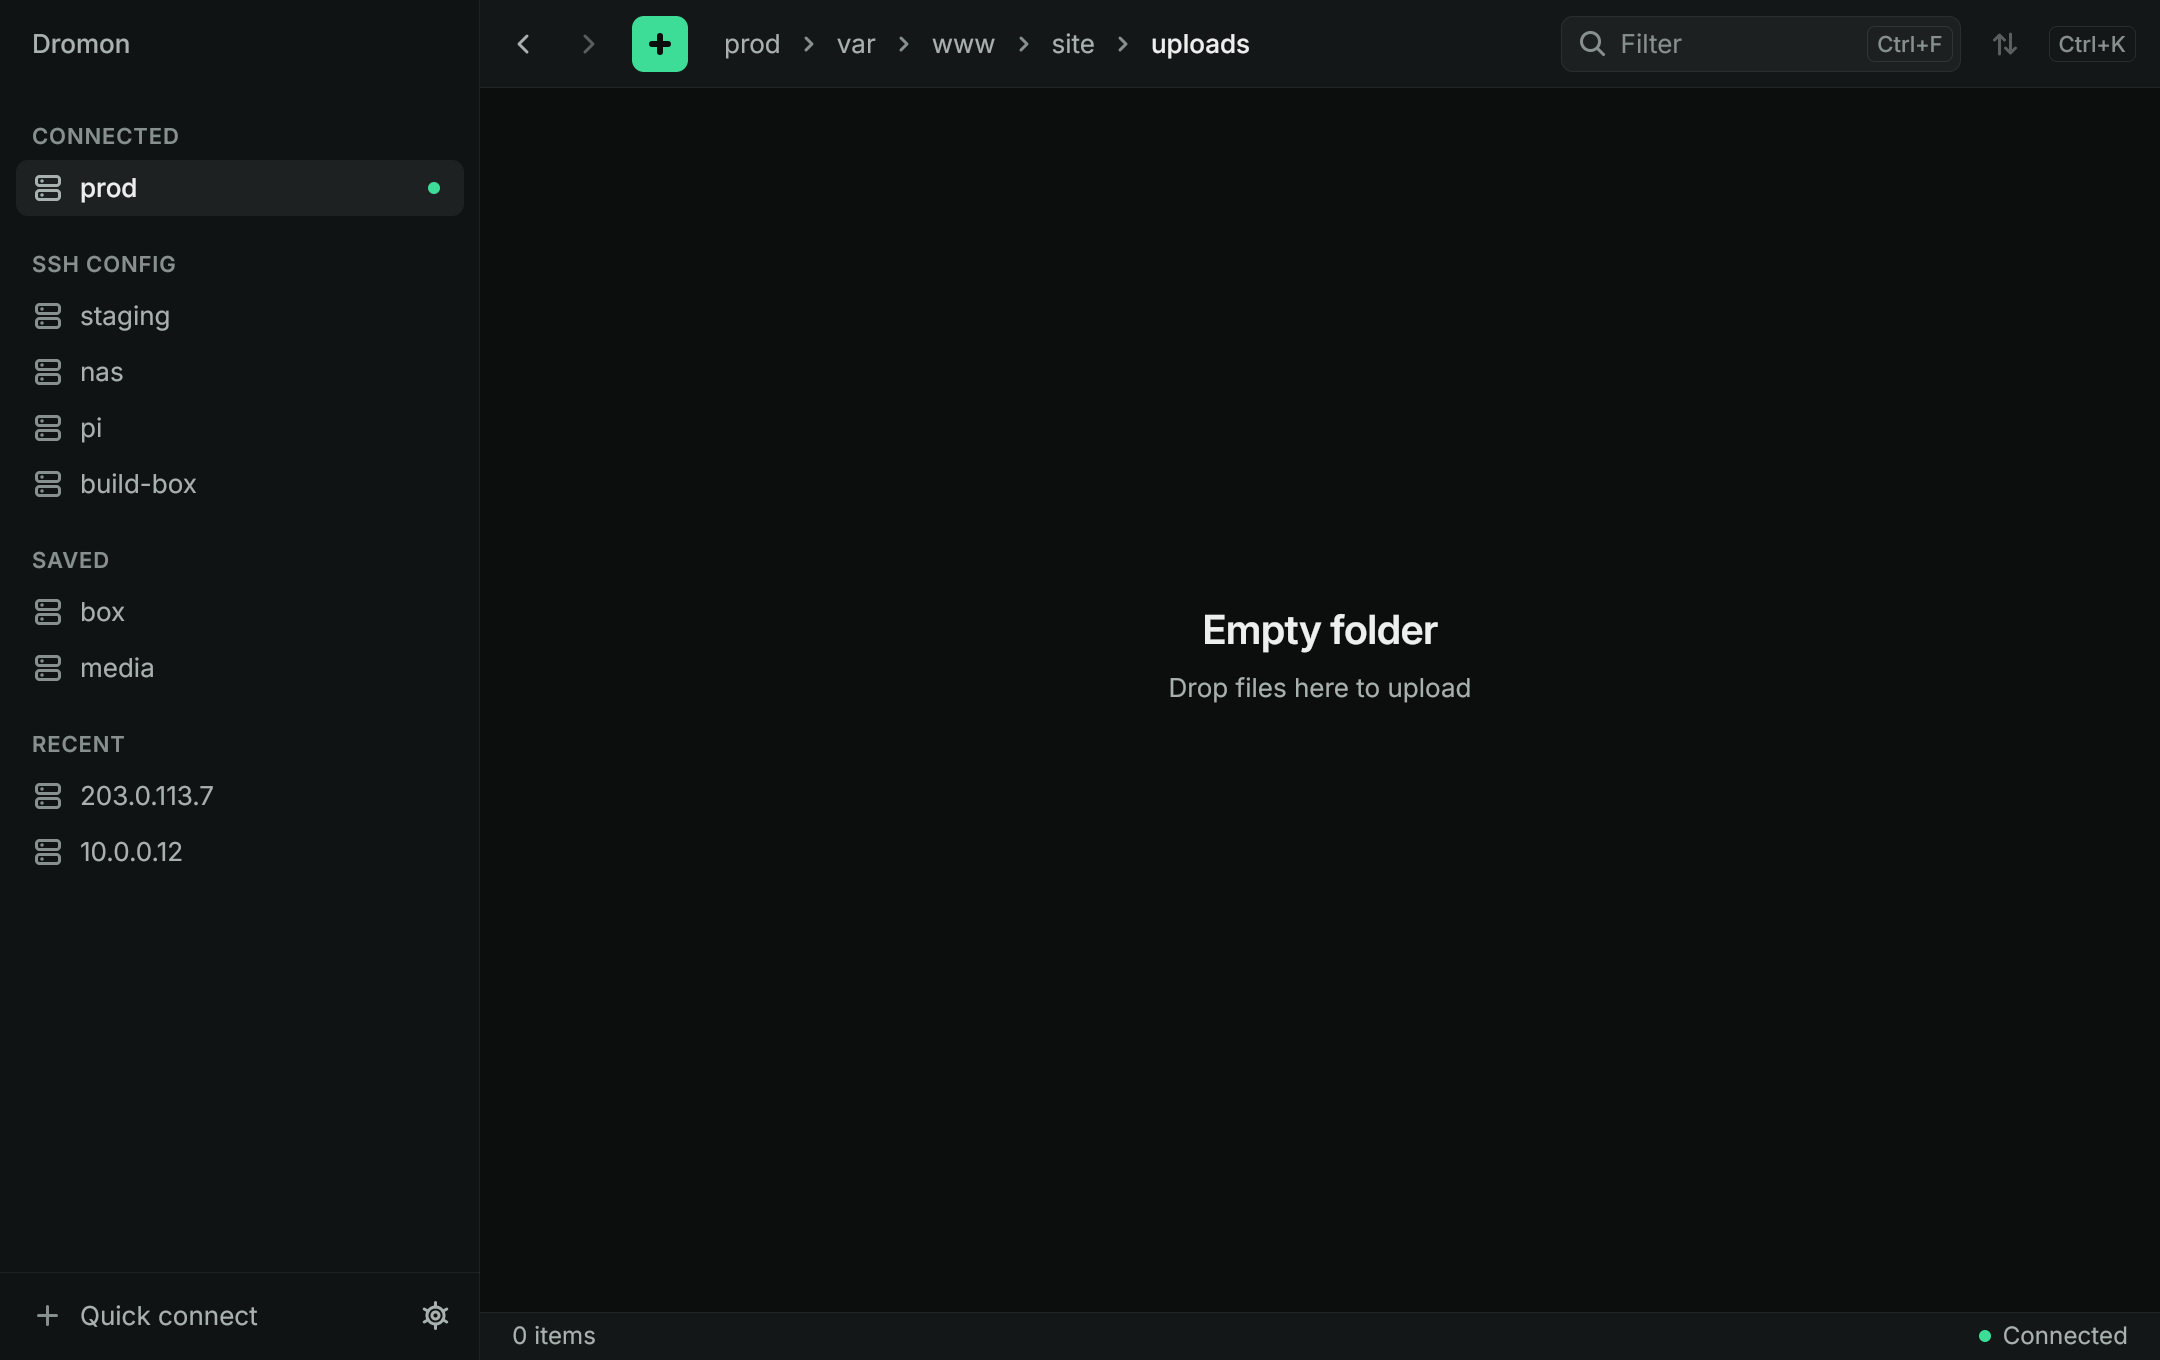 Dromon
CONNECTED
prod
SSH CONFIG
staging
nas
pi
build-box
SAVED
box
media
RECENT
203.0.113.7
10.0.0.12
Quick connect
prod var www site uploads
Filter Ctrl+F Ctrl+K
Empty folder
Drop files here to upload
0 items
Connected